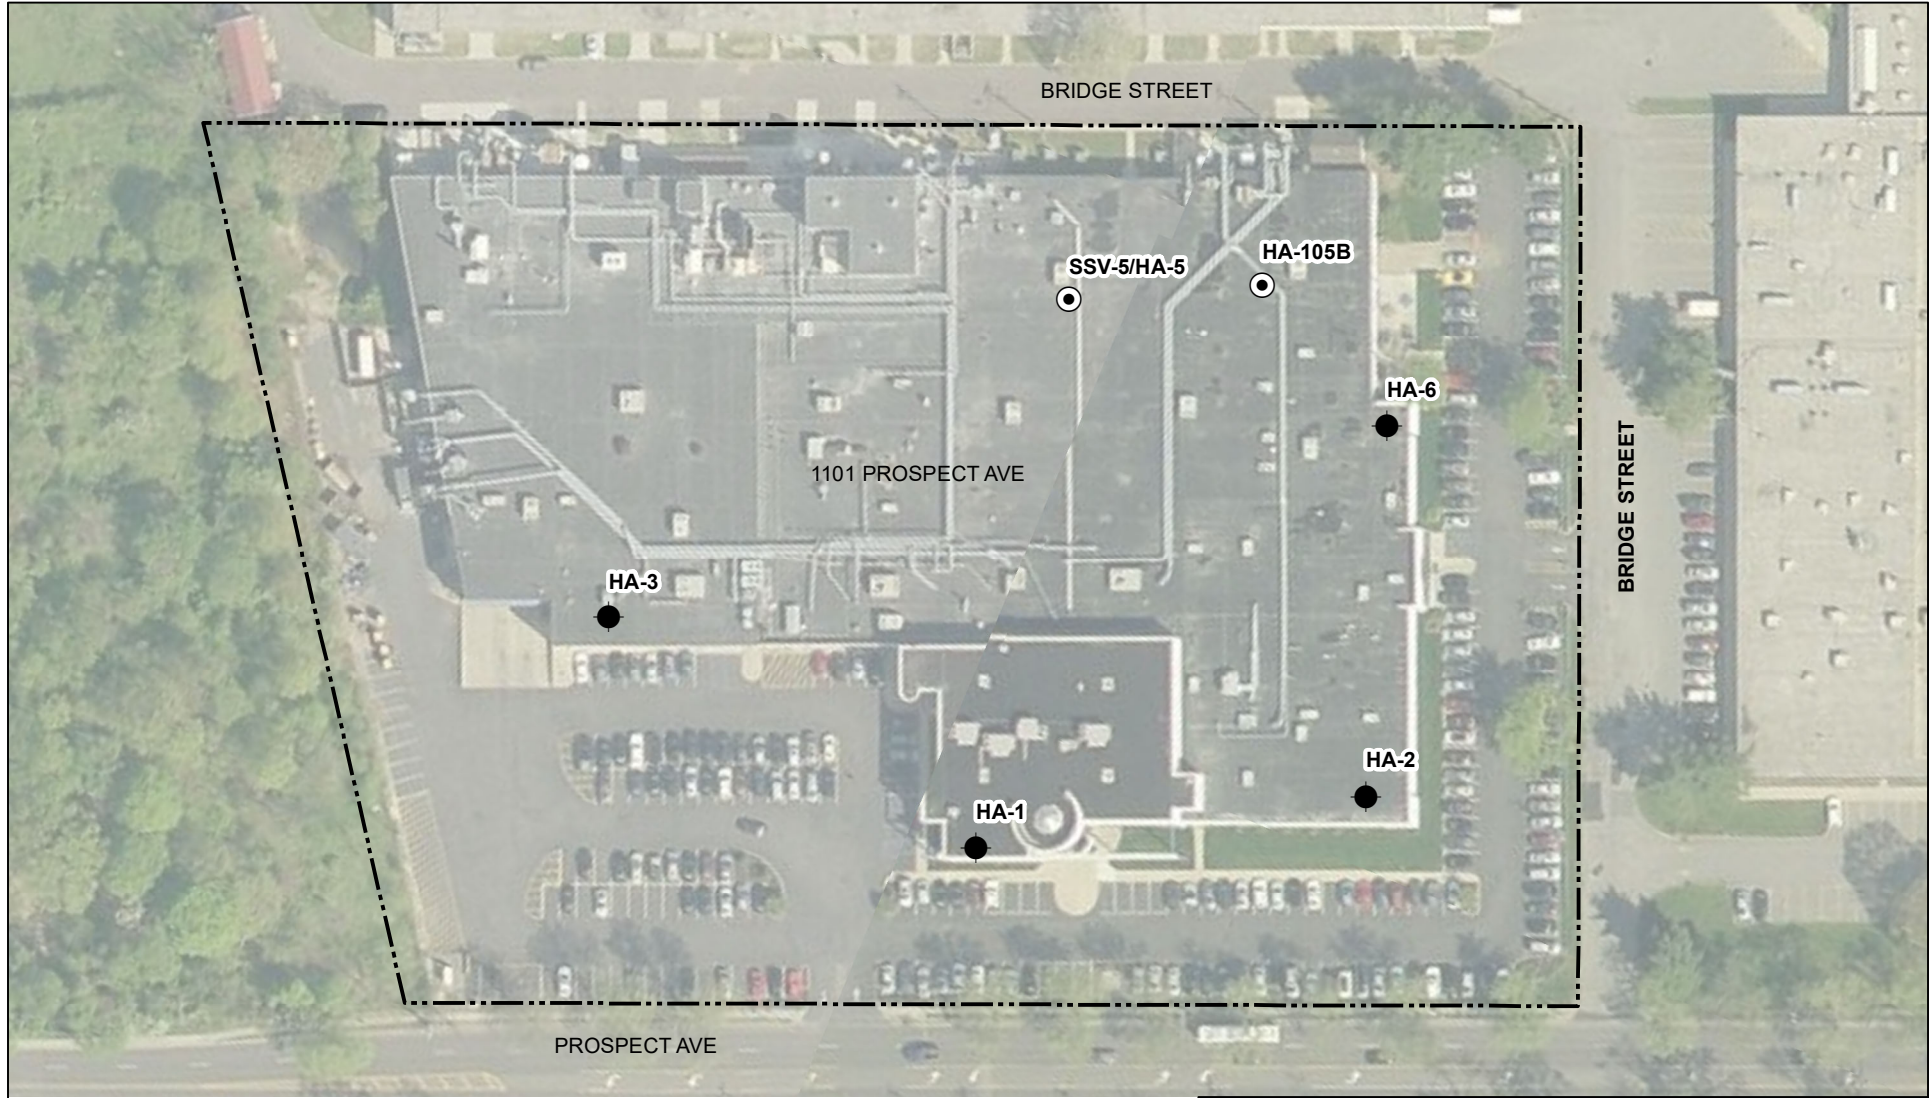 BRIDGE STREET
HA-105B
SSV-5/HA-5
HA-6
BRIDGE STREET
1101 PROSPECT AVE
HA-3
HA-2
HA-1
PROSPECT AVE